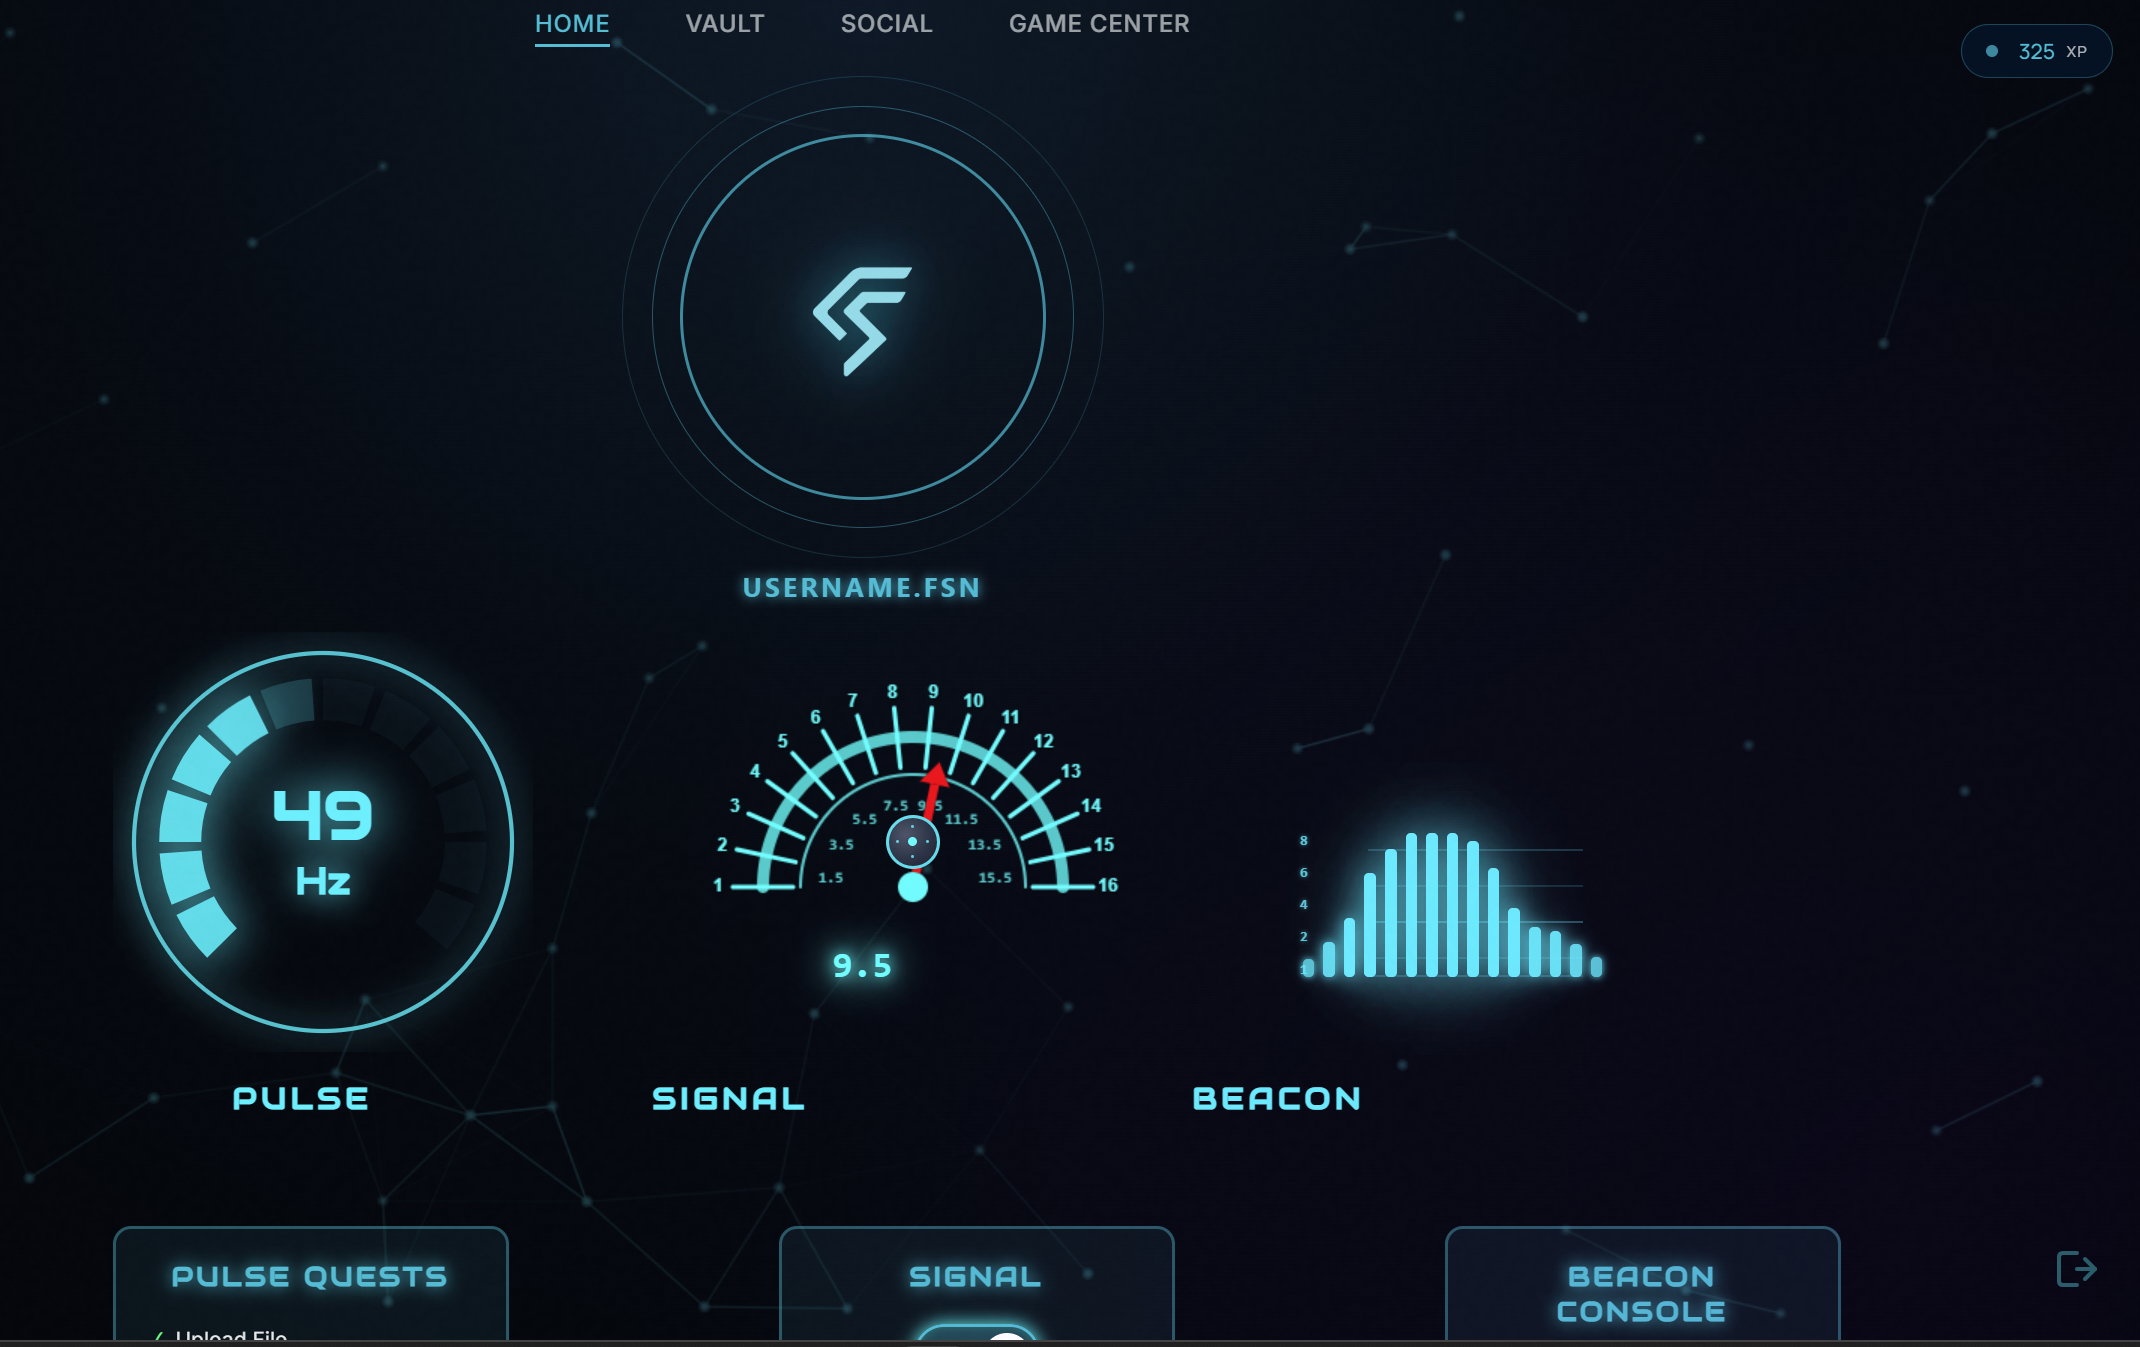 HOME VAULT SOCIAL GAME CENTER
325 XP
USERNAME.FSN
49
Hz
1 2 3 4 5 6 7 8 9 10 11 12 13 14 15 16
1.5 3.5 5.5 7.5 9.5 11.5 13.5 15.5
9.5
8
6
4
2
1
PULSE SIGNAL BEACON
PULSE QUESTS
✓ Upload File
SIGNAL
BEACON
CONSOLE